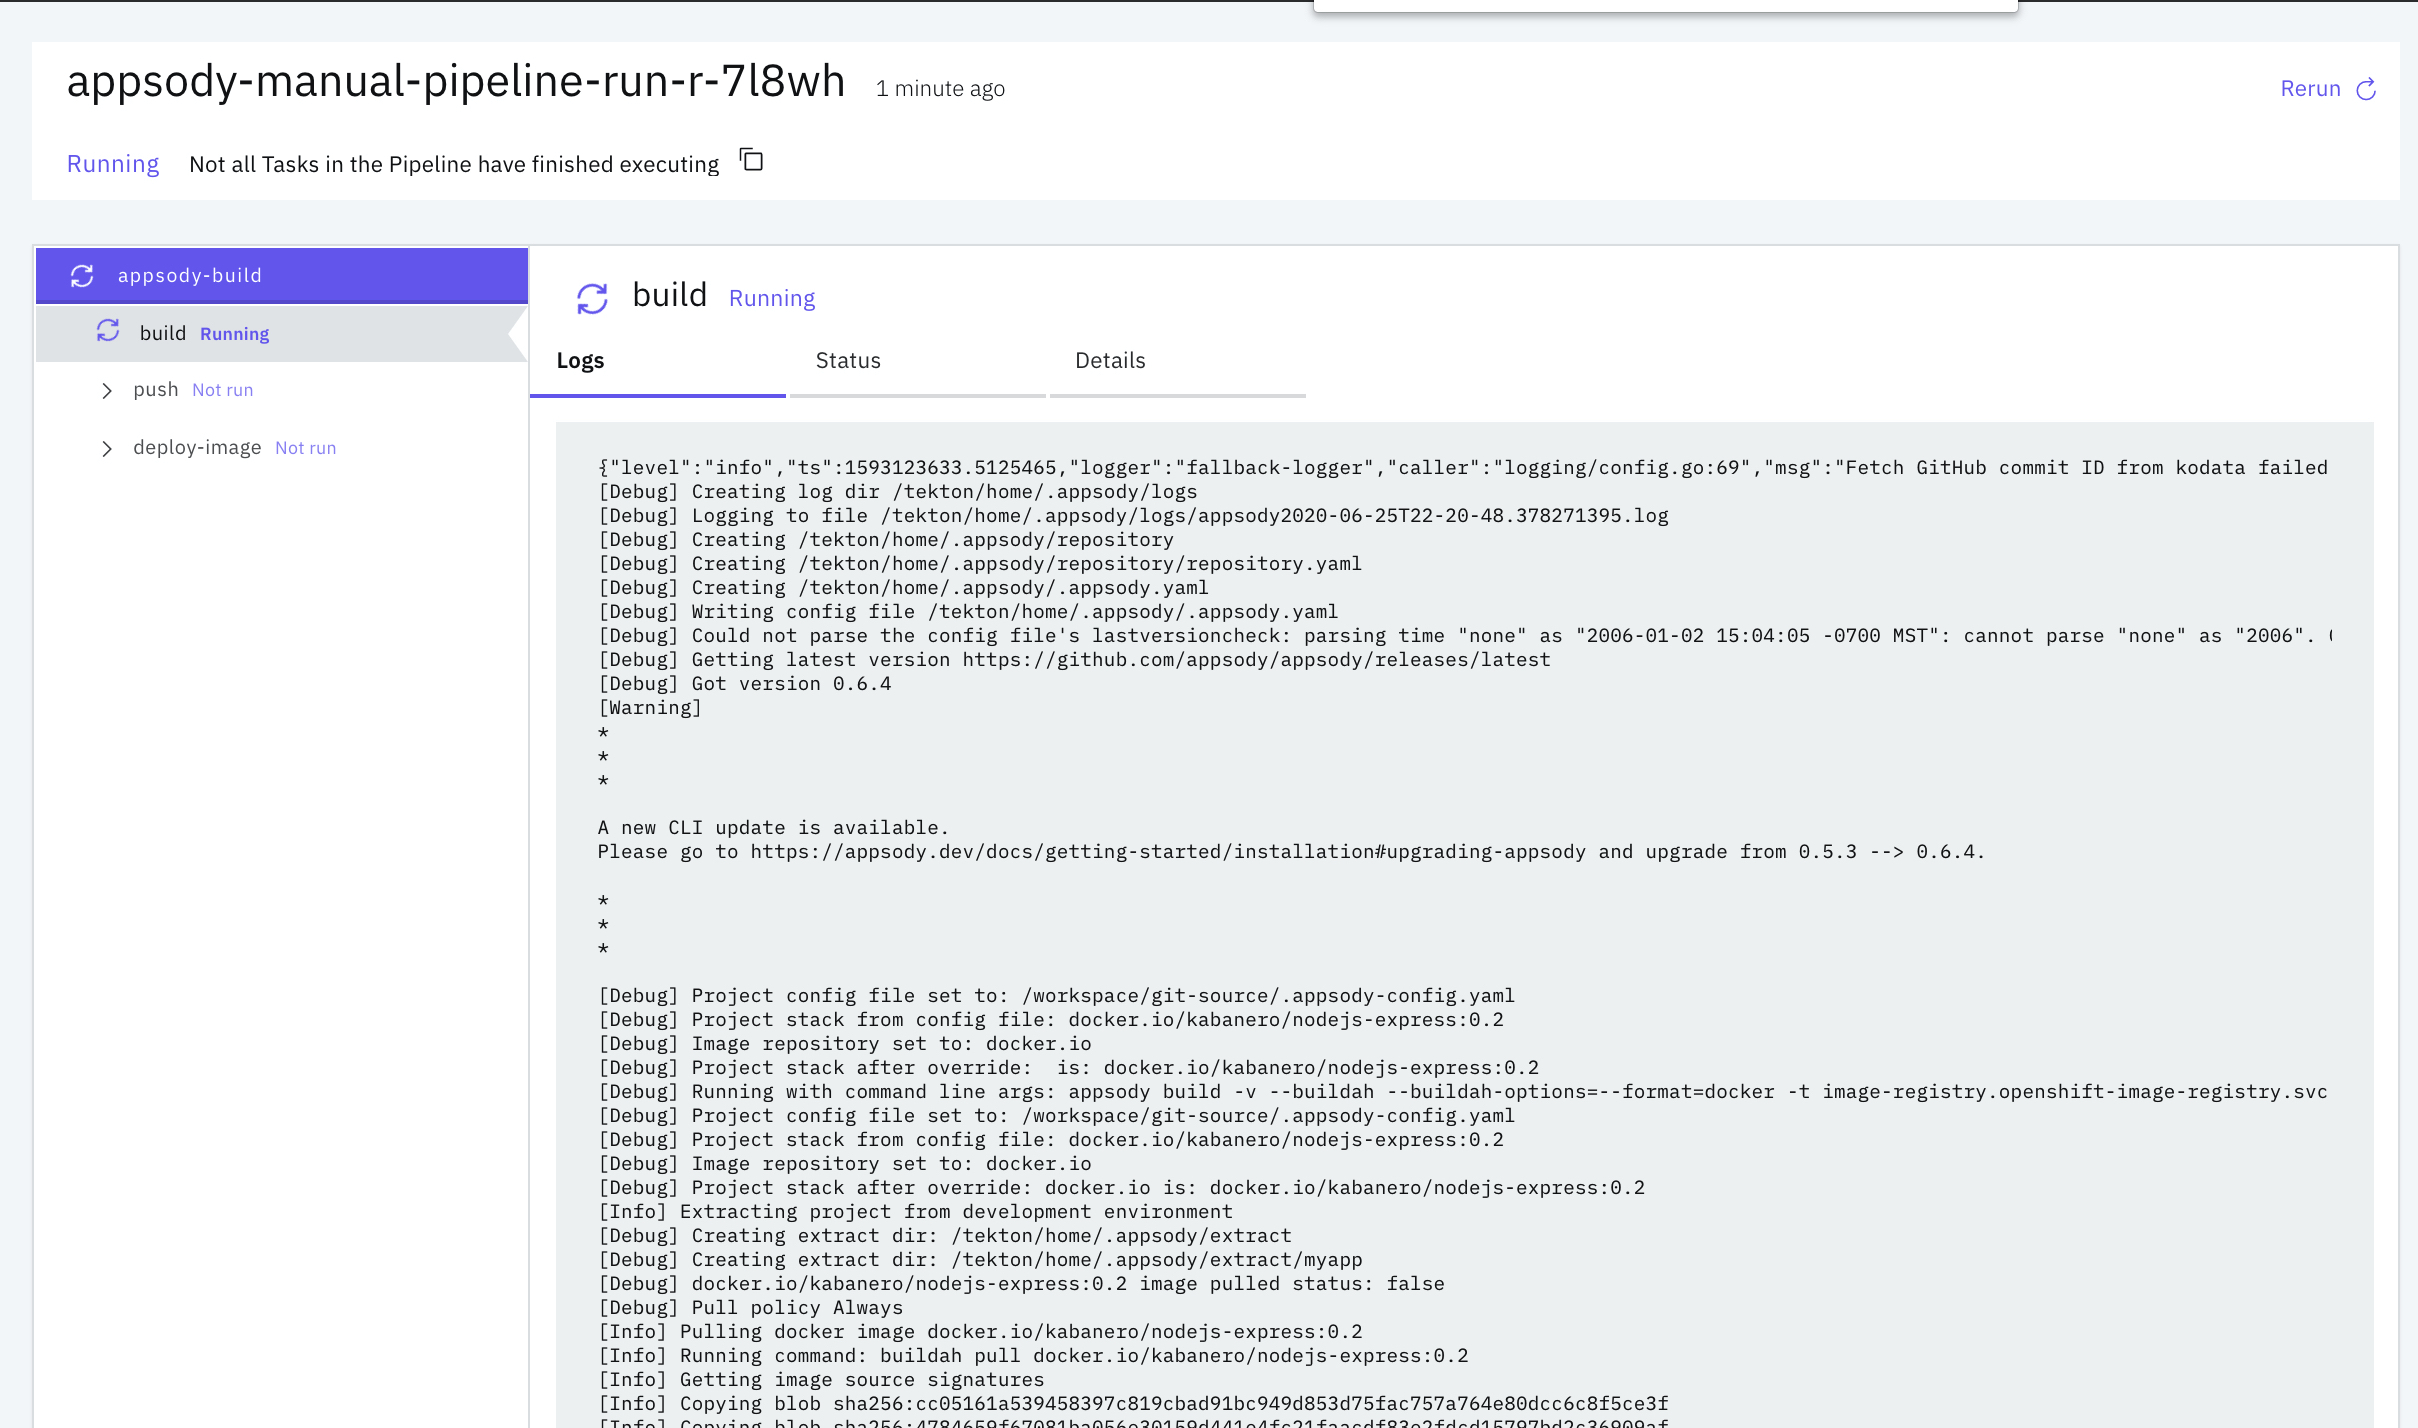 appsody-manual-pipeline-run-r-7l8wh 1 minute ago
Rerun
Running Not all Tasks in the Pipeline have finished executing
appsody-build
build Running
push Not run
deploy-image Not run
build Running
Logs Status Details
{"level":"info","ts":1593123633.5125465,"logger":"fallback-logger","caller":"logging/config.go:69","msg":"Fetch GitHub commit ID from kodata failed
[Debug] Creating log dir /tekton/home/.appsody/logs
[Debug] Logging to file /tekton/home/.appsody/logs/appsody2020-06-25T22-20-48.378271395.log
[Debug] Creating /tekton/home/.appsody/repository
[Debug] Creating /tekton/home/.appsody/repository/repository.yaml
[Debug] Creating /tekton/home/.appsody/.appsody.yaml
[Debug] Writing config file /tekton/home/.appsody/.appsody.yaml
[Debug] Could not parse the config file's lastversioncheck: parsing time "none" as "2006-01-02 15:04:05 -0700 MST": cannot parse "none" as "2006".
[Debug] Getting latest version https://github.com/appsody/appsody/releases/latest
[Debug] Got version 0.6.4
[Warning]
*
*
*
A new CLI update is available.
Please go to https://appsody.dev/docs/getting-started/installation#upgrading-appsody and upgrade from 0.5.3 --> 0.6.4.
*
*
*
[Debug] Project config file set to: /workspace/git-source/.appsody-config.yaml
[Debug] Project stack from config file: docker.io/kabanero/nodejs-express:0.2
[Debug] Image repository set to: docker.io
[Debug] Project stack after override:  is: docker.io/kabanero/nodejs-express:0.2
[Debug] Running with command line args: appsody build -v --buildah --buildah-options=--format=docker -t image-registry.openshift-image-registry.svc
[Debug] Project config file set to: /workspace/git-source/.appsody-config.yaml
[Debug] Project stack from config file: docker.io/kabanero/nodejs-express:0.2
[Debug] Image repository set to: docker.io
[Debug] Project stack after override: docker.io is: docker.io/kabanero/nodejs-express:0.2
[Info] Extracting project from development environment
[Debug] Creating extract dir: /tekton/home/.appsody/extract
[Debug] Creating extract dir: /tekton/home/.appsody/extract/myapp
[Debug] docker.io/kabanero/nodejs-express:0.2 image pulled status: false
[Debug] Pull policy Always
[Info] Pulling docker image docker.io/kabanero/nodejs-express:0.2
[Info] Running command: buildah pull docker.io/kabanero/nodejs-express:0.2
[Info] Getting image source signatures
[Info] Copying blob sha256:cc05161a539458397c819cbad91bc949d853d75fac757a764e80dcc6c8f5ce3f
[Info] Copying blob